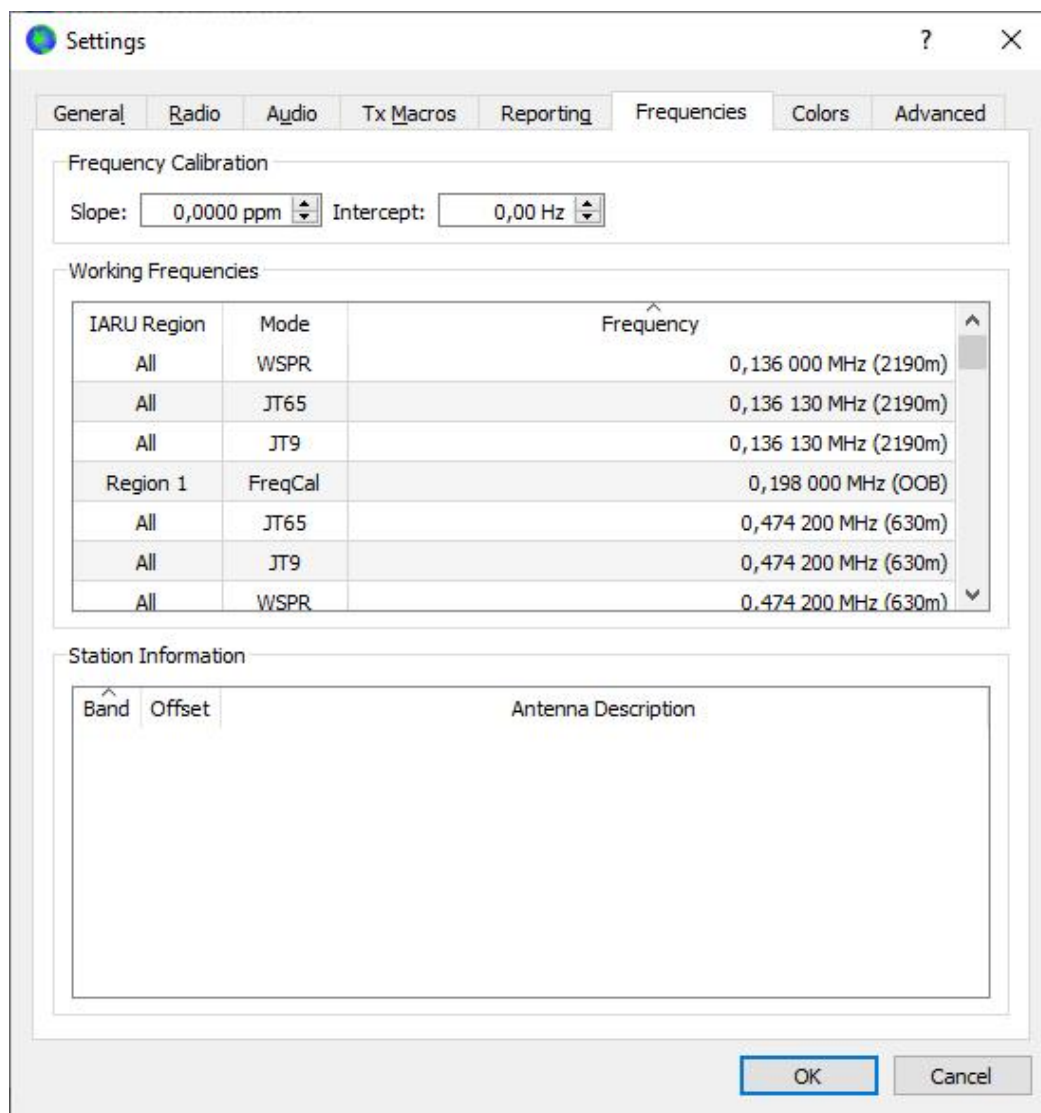 Settings ?
General Radio Audio Tx Macros Reporting Frequencies Colors Advanced
Frequency Calibration
Slope: 0,0000 ppm Intercept: 0,00 Hz
Working Frequencies
IARU Region Mode Frequency
All WSPR 0,136 000 MHz (2190m)
All JT65 0,136 130 MHz (2190m)
All JT9 0,136 130 MHz (2190m)
Region 1 FreqCal 0,198 000 MHz (OOB)
All JT65 0,474 200 MHz (630m)
All JT9 0,474 200 MHz (630m)
All WSPR 0,474 200 MHz (630m)
Station Information
Band Offset Antenna Description
OK Cancel